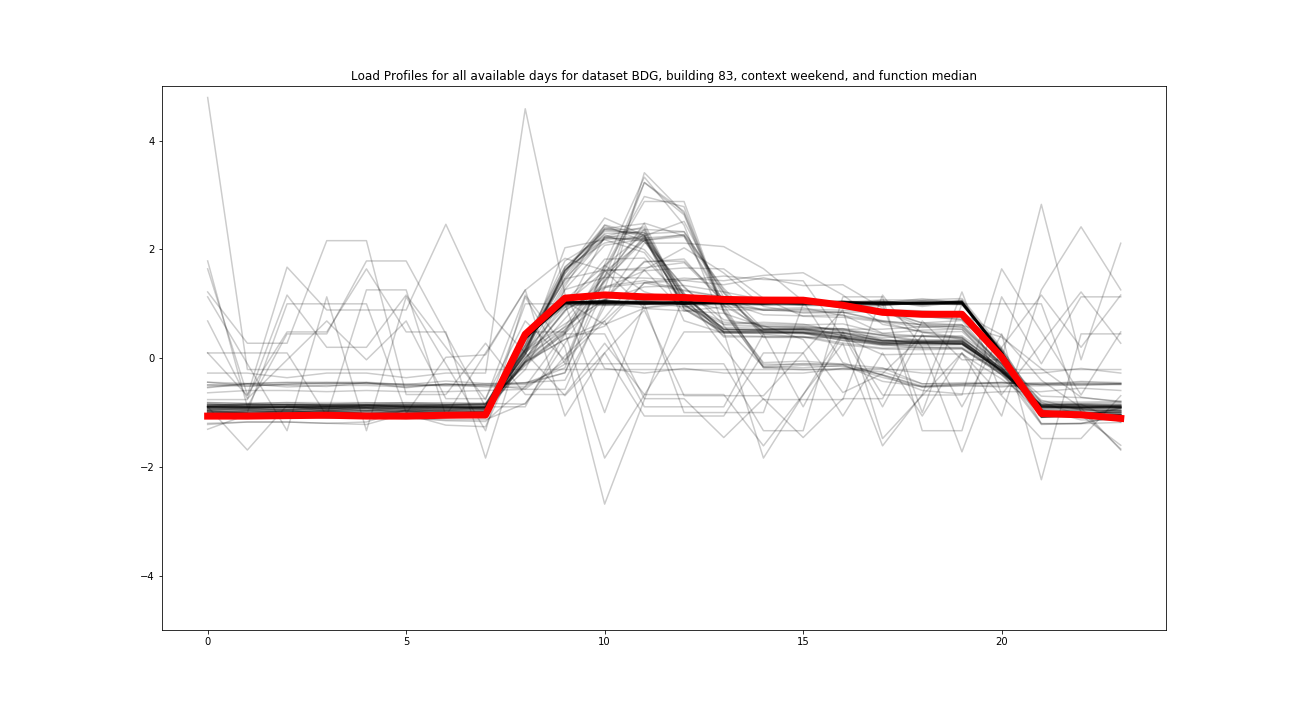 Load Profiles for all available days for dataset BDG, building 83, context weekend, and function median
4
2
0
−2
−4
0 5 10 15 20